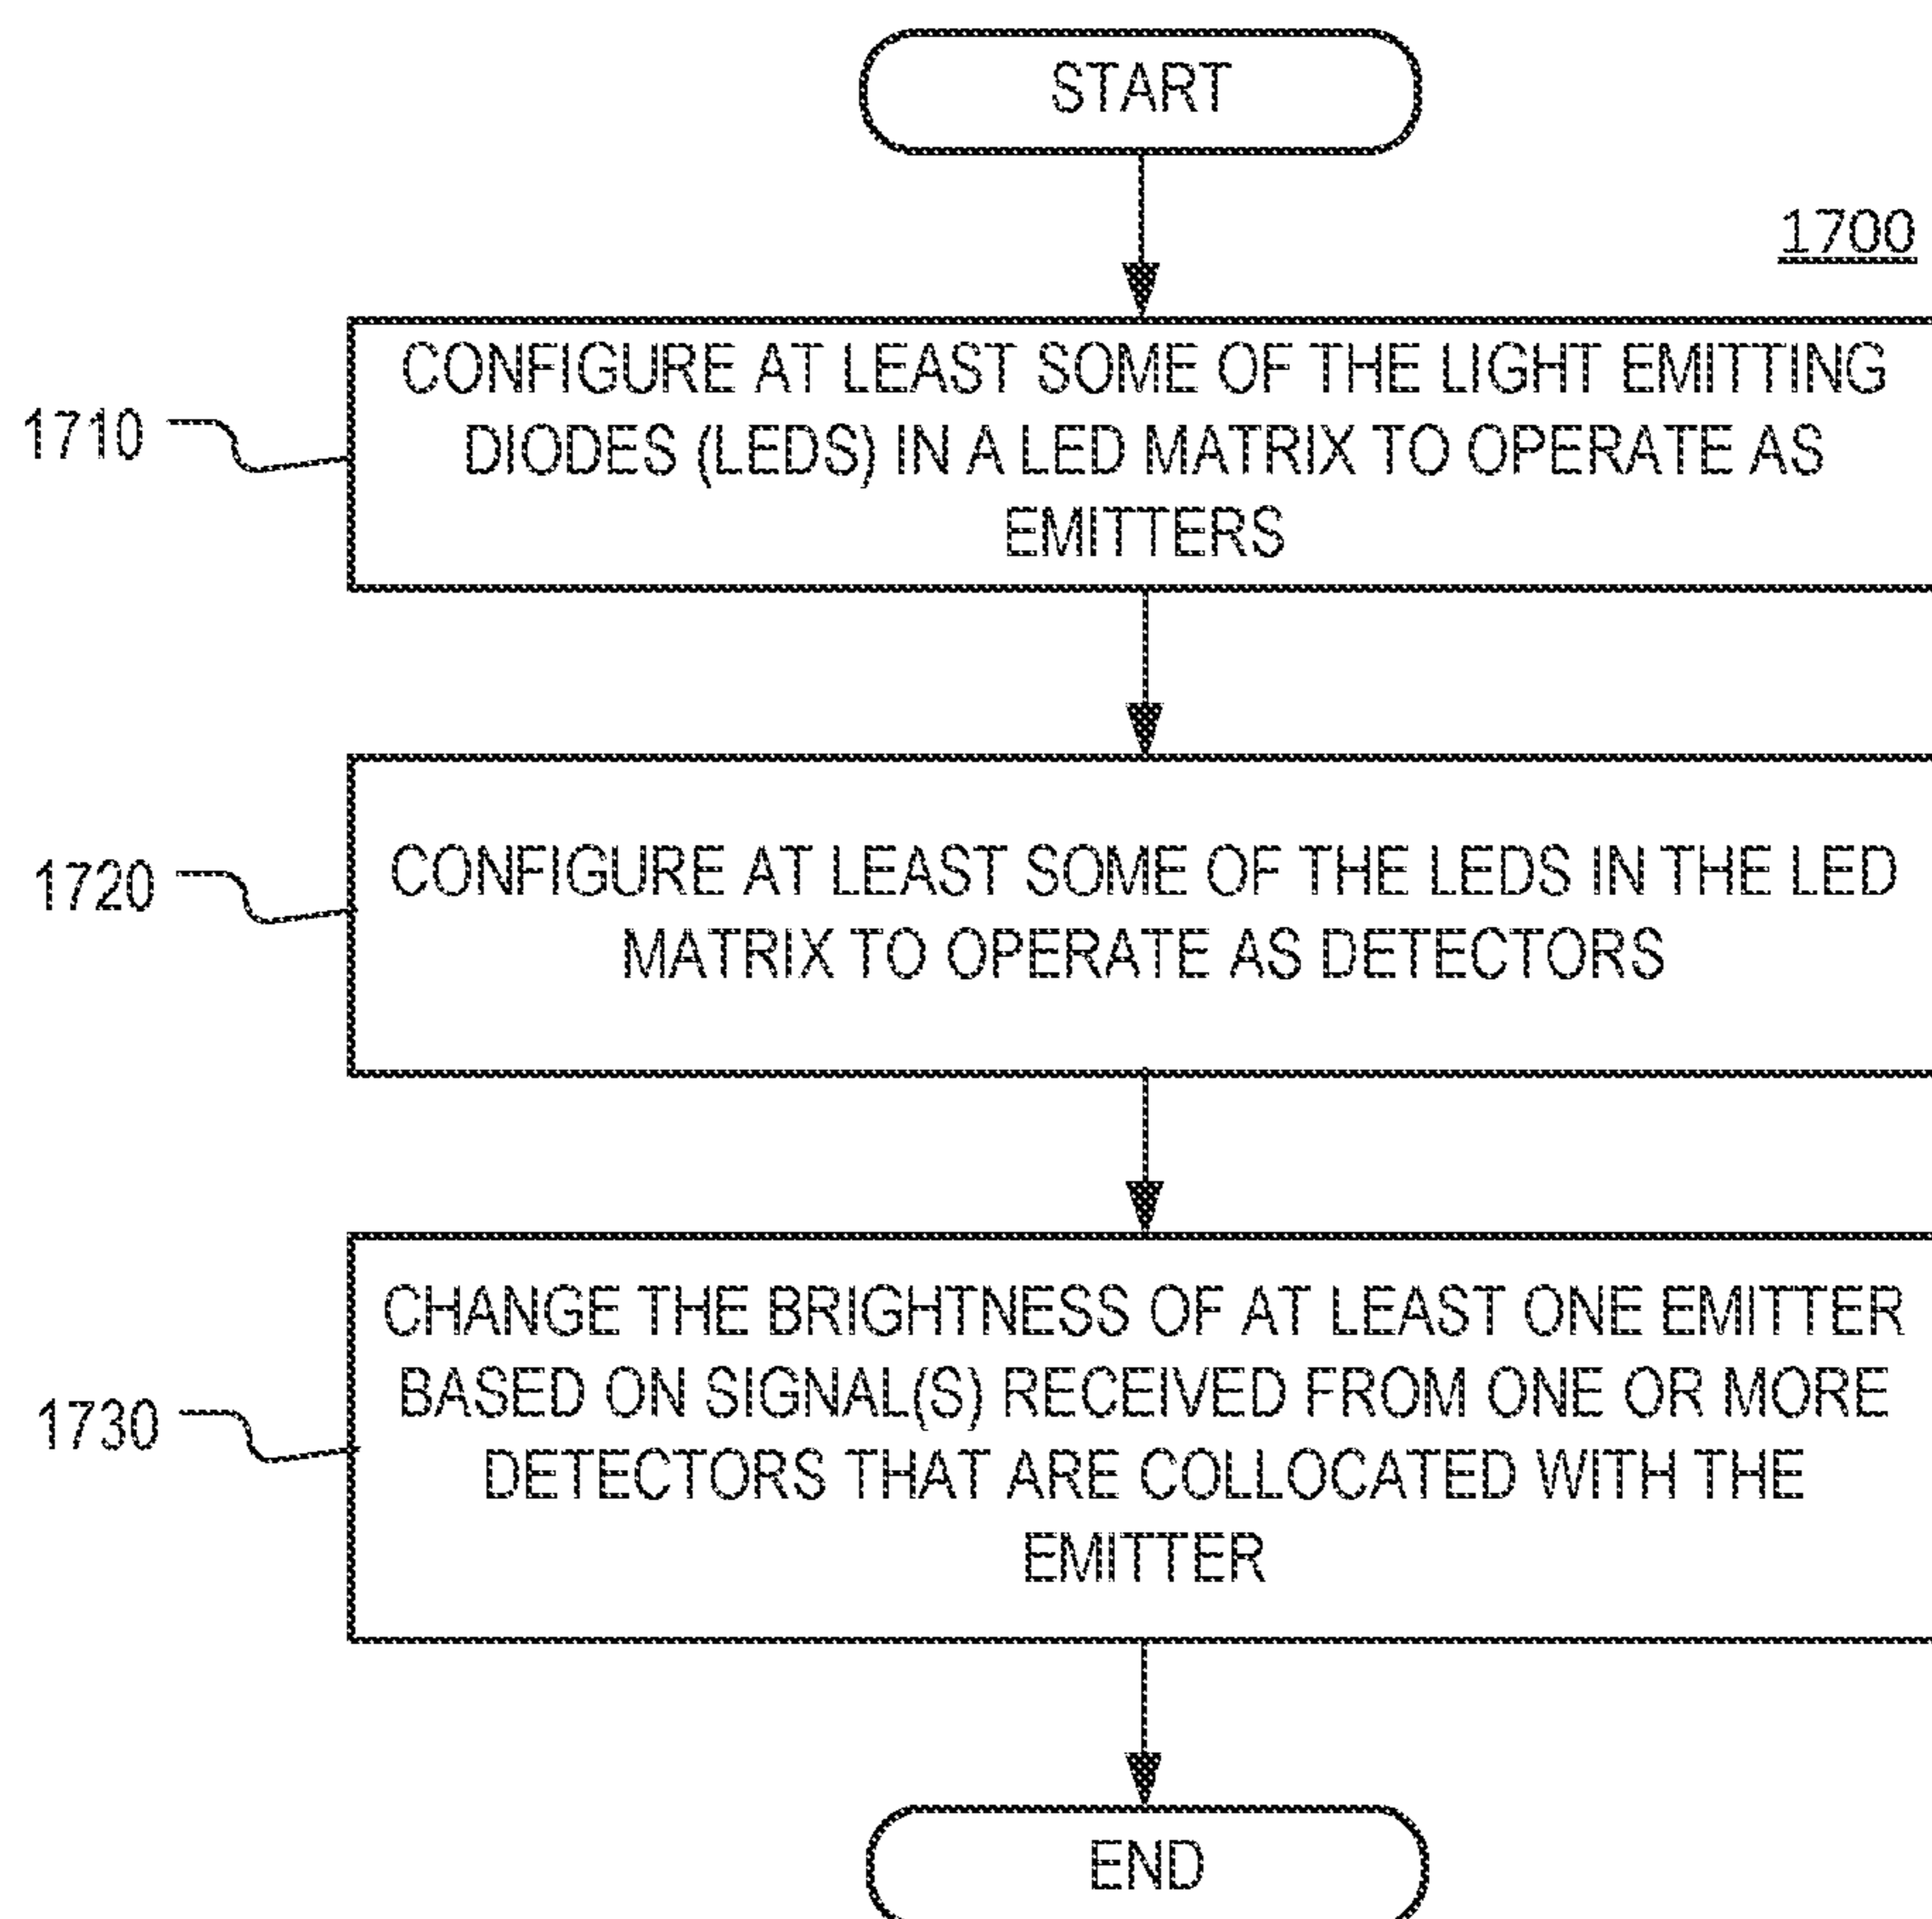 START
1700
1710
CONFIGURE AT LEAST SOME OF THE LIGHT EMITTING
DIODES (LEDS) IN A LED MATRIX TO OPERATE AS
EMITTERS
1720
CONFIGURE AT LEAST SOME OF THE LEDS IN THE LED
MATRIX TO OPERATE AS DETECTORS
1730
CHANGE THE BRIGHTNESS OF AT LEAST ONE EMITTER
BASED ON SIGNAL(S) RECEIVED FROM ONE OR MORE
DETECTORS THAT ARE COLLOCATED WITH THE
EMITTER
END